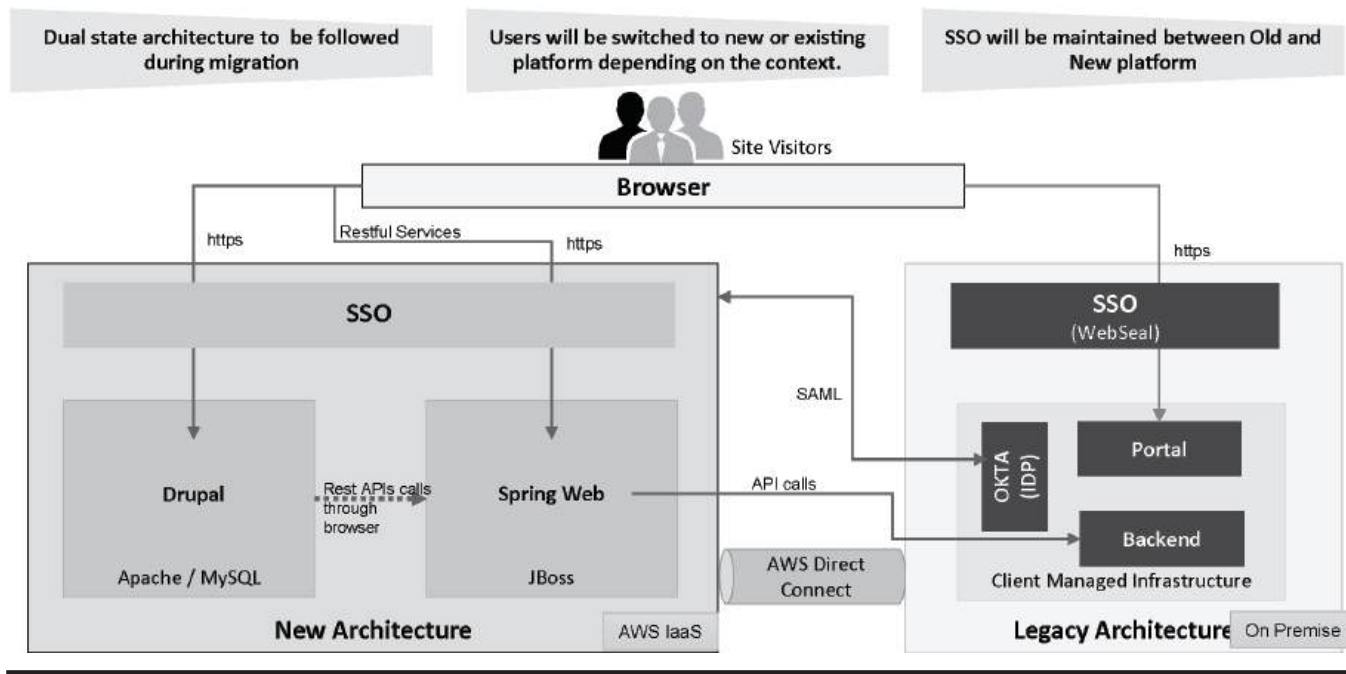 Dual state architecture to be followed
during migration
Users will be switched to new or existing
platform depending on the context.
SSO will be maintained between Old and
New platform
Site Visitors
Browser
https
Restful Services
https
https
SSO
SSO
(WebSeal)
SAML
Drupal
Rest APIs calls
through
browser
Spring Web
API calls
OKTA
(IDP)
Portal
Backend
Apache / MySQL
JBoss
AWS Direct
Connect
Client Managed Infrastructure
New Architecture
AWS IaaS
Legacy Architecture
On Premise